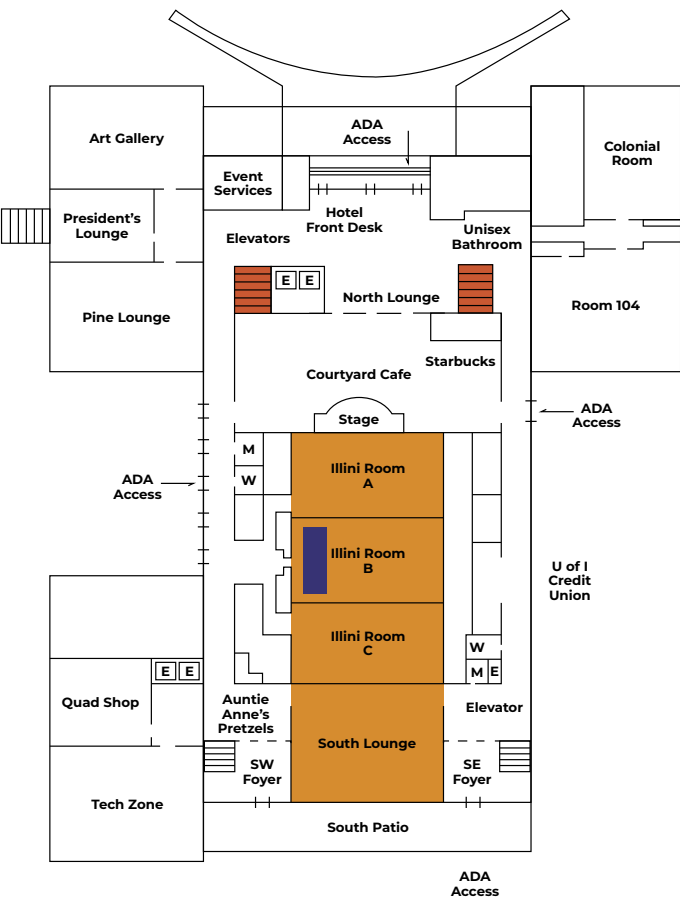 ADA
Access
Art Gallery
Colonial
Room
Event
Services
President's
Lounge
Hotel
Front Desk
Elevators
Unisex
Bathroom
E
E
North Lounge
Room 104
Pine Lounge
Starbucks
Courtyard Cafe
Stage
ADA
Access
M
W
Illini Room
A
ADA
Access
Illini Room
B
U of I
Credit
Union
Illini Room
C
W
M
E
E
E
Quad Shop
Auntie
Anne's
Pretzels
Elevator
South Lounge
SW
Foyer
SE
Foyer
Tech Zone
South Patio
ADA
Access